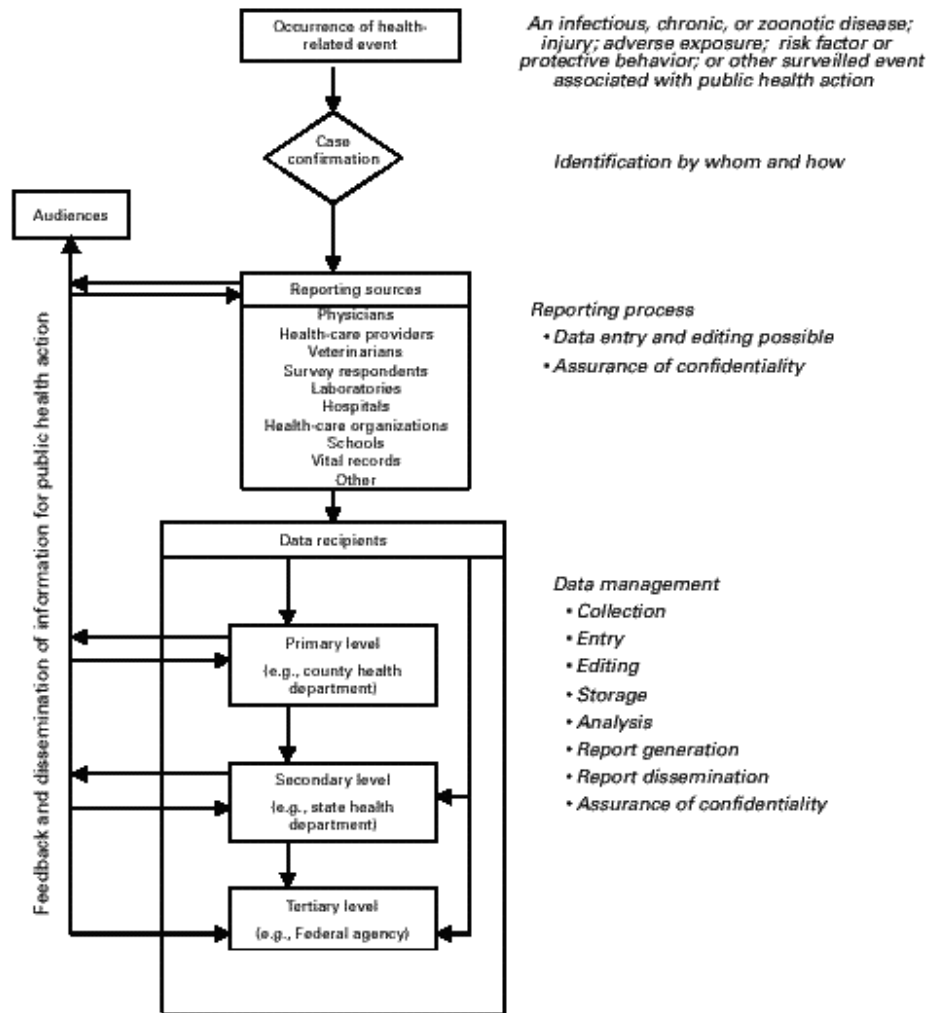 Occurrence of health-
related event
An infectious, chronic, or zoonotic disease;
injury; adverse exposure; risk factor or
protective behavior; or other surveilled event
associated with public health action
Case
confirmation
Identification by whom and how
Audiences
Reporting sources
Physicians
Health-care providers
Veterinarians
Survey respondents
Laboratories
Hospitals
Health-care organizations
Schools
Vital records
Other
Reporting process
• Data entry and editing possible
• Assurance of confidentiality
Feedback and dissemination of information for public health action
Data recipients
Primary level
(e.g., county health
department)
Secondary level
(e.g., state health
department)
Tertiary level
(e.g., Federal agency)
Data management
• Collection
• Entry
• Editing
• Storage
• Analysis
• Report generation
• Report dissemination
• Assurance of confidentiality